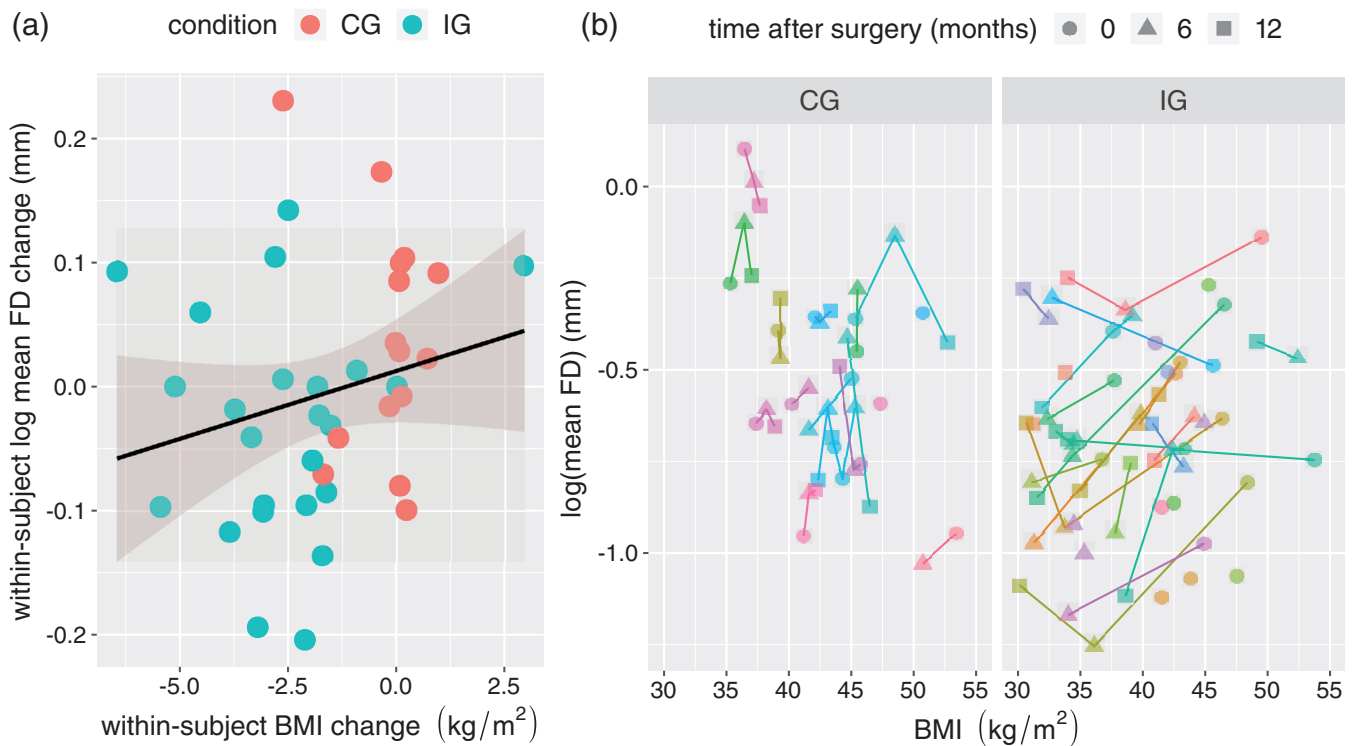 (a) condition CG IG
within-subject log mean FD change (mm)
0.2
0.1
0.0
-0.1
-0.2
-5.0 -2.5 0.0 2.5
within-subject BMI change (kg/m²)
(b) time after surgery (months) 0 6 12
CG IG
log(mean FD) (mm)
0.0
-0.5
-1.0
30 35 40 45 50 55 30 35 40 45 50 55
BMI (kg/m²)